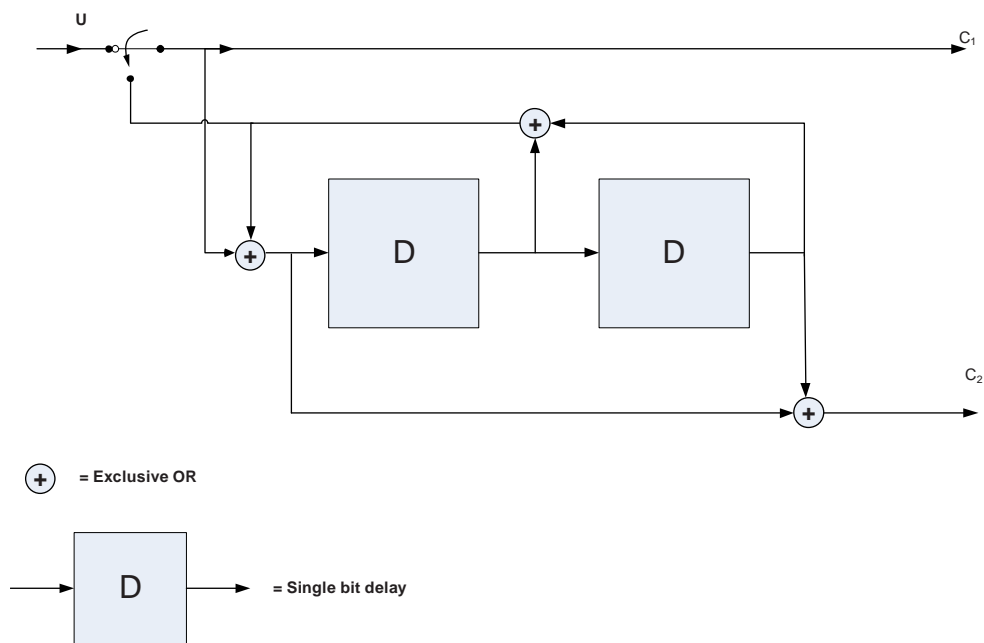 U
C₁
+
+
D
D
C₂
+
+ = Exclusive OR
D = Single bit delay